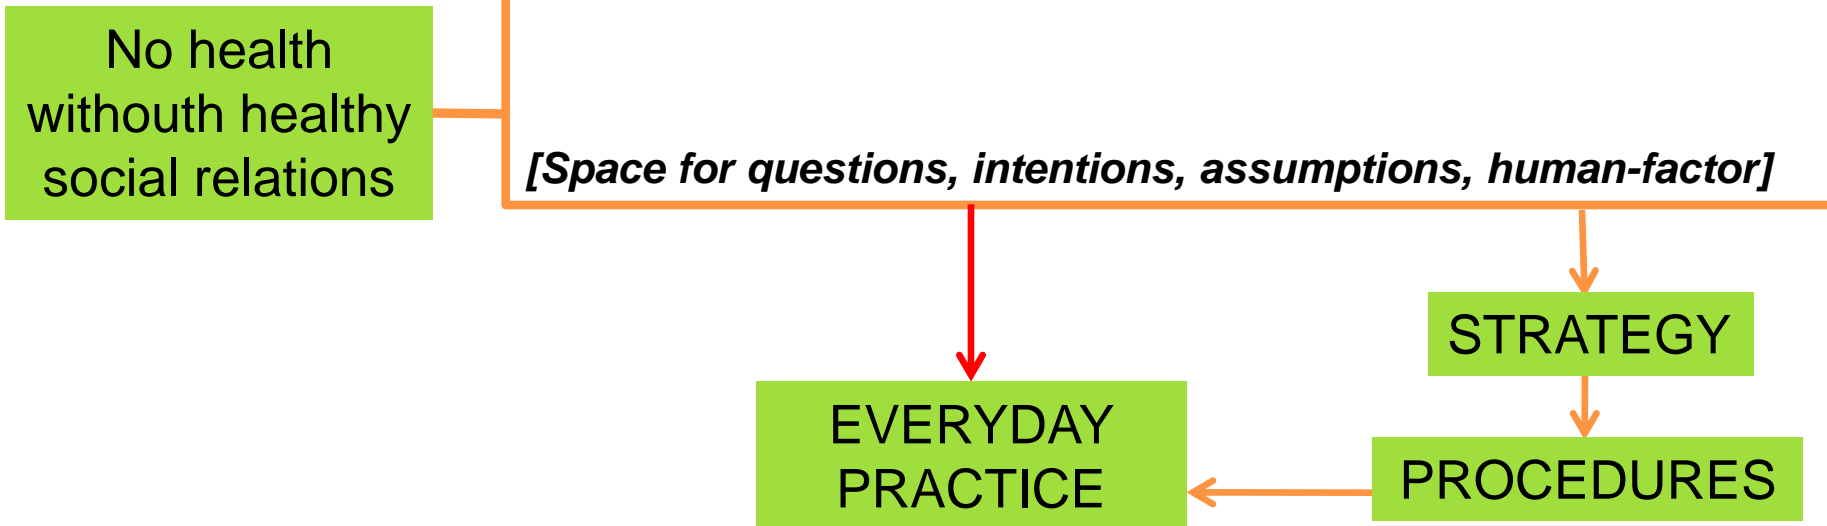 No health
withouth healthy
social relations
[Space for questions, intentions, assumptions, human-factor]
STRATEGY
EVERYDAY
PRACTICE
PROCEDURES